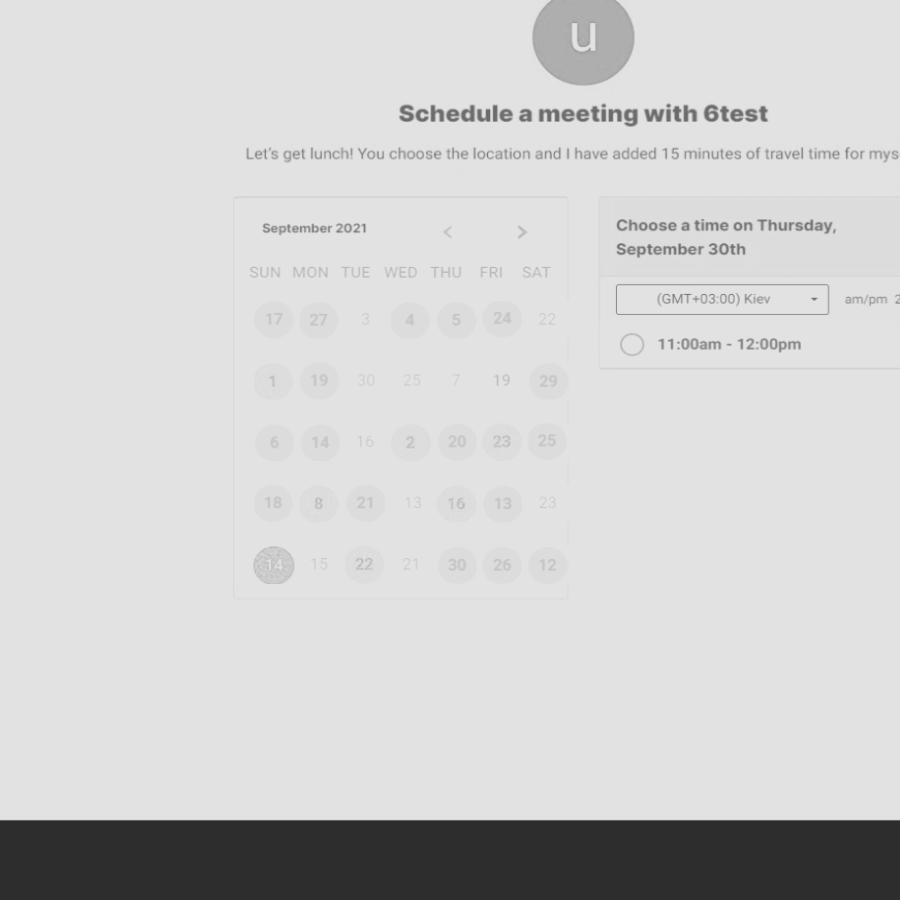 u
Schedule a meeting with 6test
Let's get lunch! You choose the location and I have added 15 minutes of travel time for mys
September 2021 < >
SUN MON TUE WED THU FRI SAT
17 27 3 4 5 24 22
1 19 30 25 7 19 29
6 14 16 2 20 23 25
18 8 21 13 16 13 23
14 15 22 21 30 26 12
Choose a time on Thursday,
September 30th
(GMT+03:00) Kiev am/pm 2
11:00am - 12:00pm